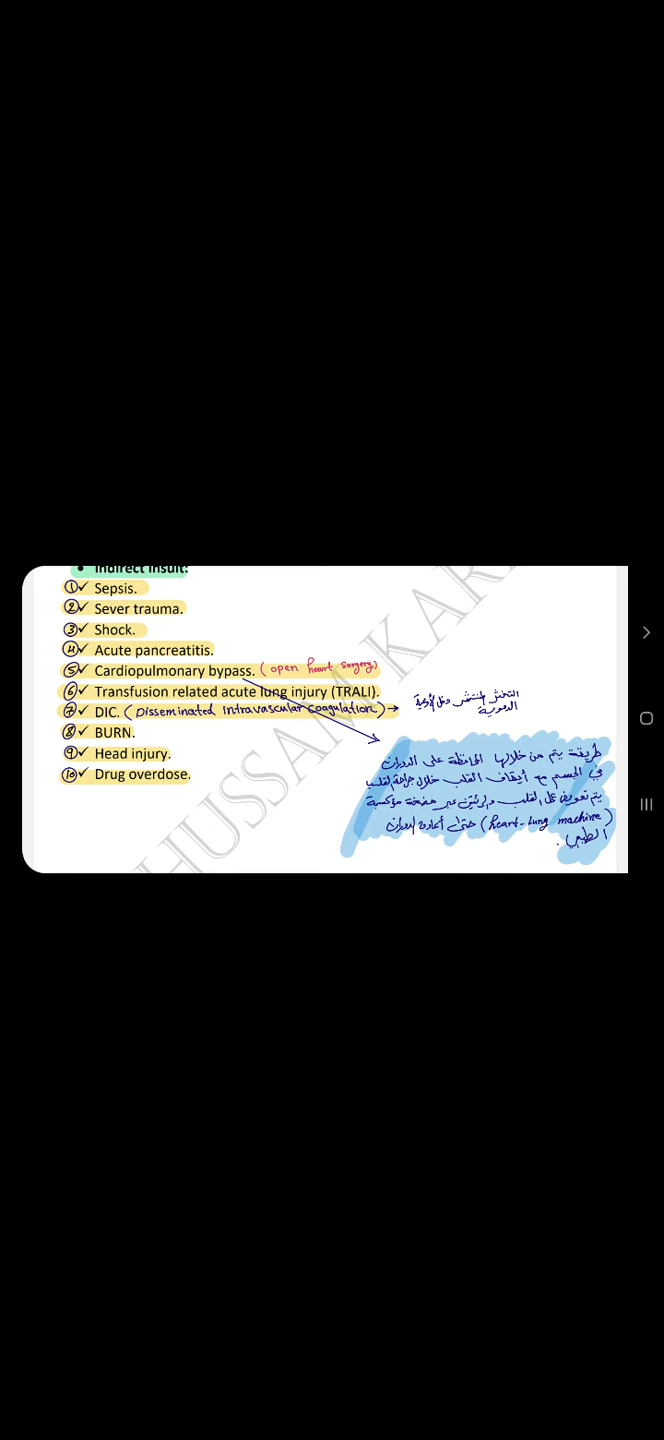 • Indirect insult:
① ✓ Sepsis.
② ✓ Sever trauma.
③ ✓ Shock.
④ ✓ Acute pancreatitis.
⑤ ✓ Cardiopulmonary bypass. (open heart surgery)
⑥ ✓ Transfusion related acute lung injury (TRALI).
⑦ ✓ DIC. (Disseminated Intravascular coagulation) →
التخثر المنتشر داخل الأوعية
الدموية
⑧ ✓ BURN.
⑨ ✓ Head injury.
⑩ ✓ Drug overdose.
طريقة يتم من خلالها المحافظة على الدوران
في الجسم مع أيقاف القلب خلال جراحة القلب
يتم تعويض عمل القلب والرئتين عبر مضخة مؤكسجة
(heart-lung machine) حتى أعادة الدوران
الطبيعي.
HUSSAM KAR